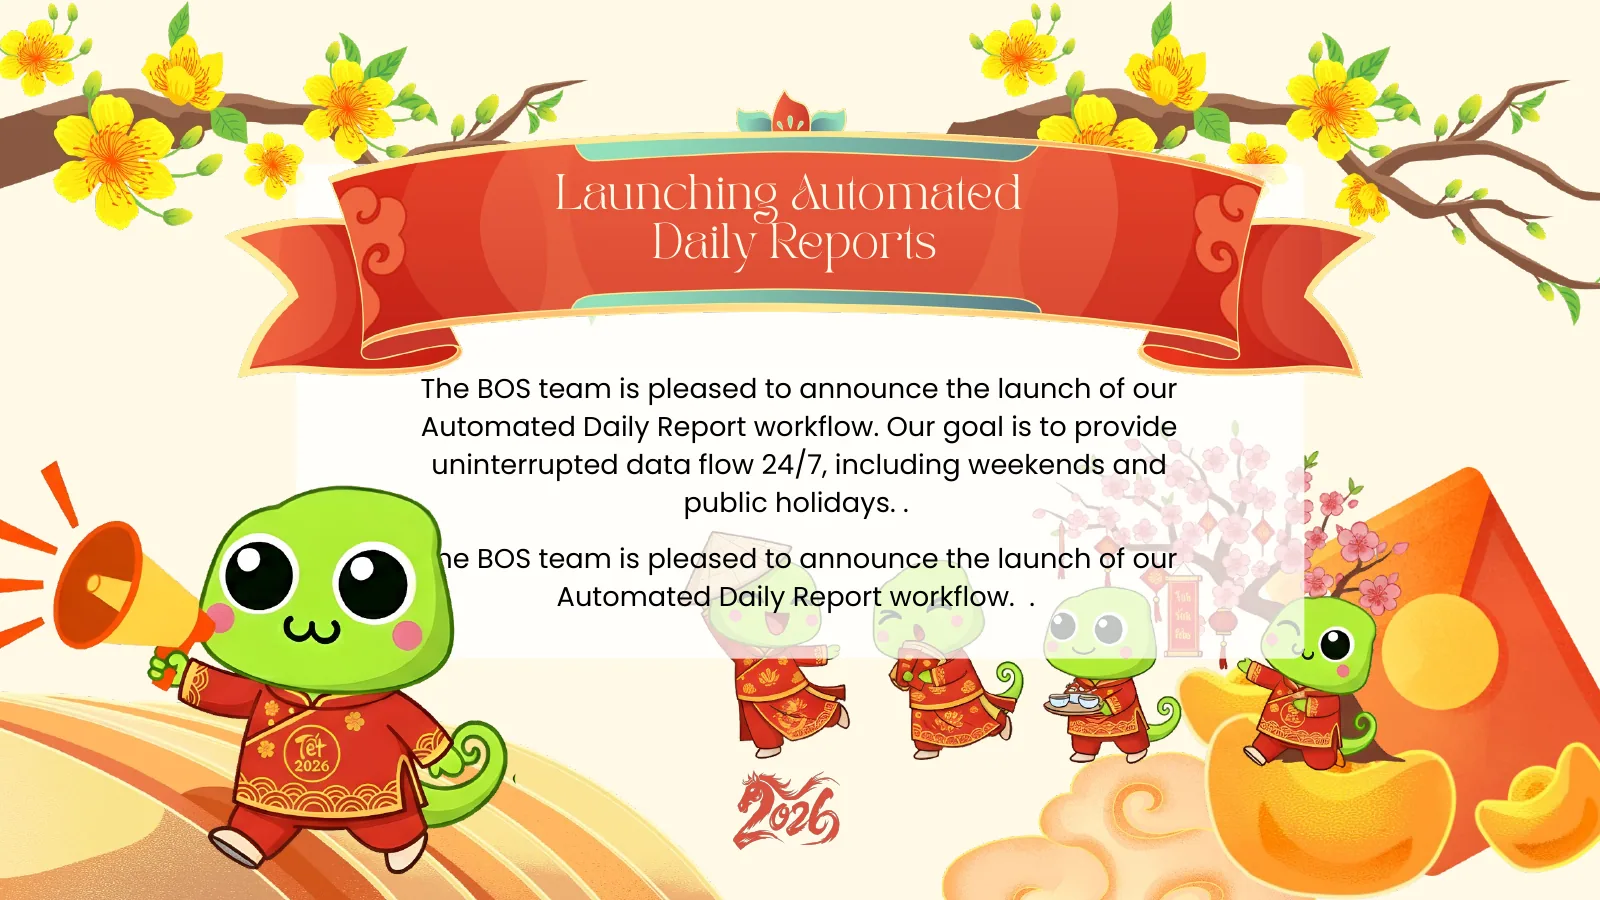 Launching Automated
Daily Reports
The BOS team is pleased to announce the launch of our
Automated Daily Report workflow. Our goal is to provide
uninterrupted data flow 24/7, including weekends and
public holidays. .
he BOS team is pleased to announce the launch of our
Automated Daily Report workflow.  .
Tết
2026
2026